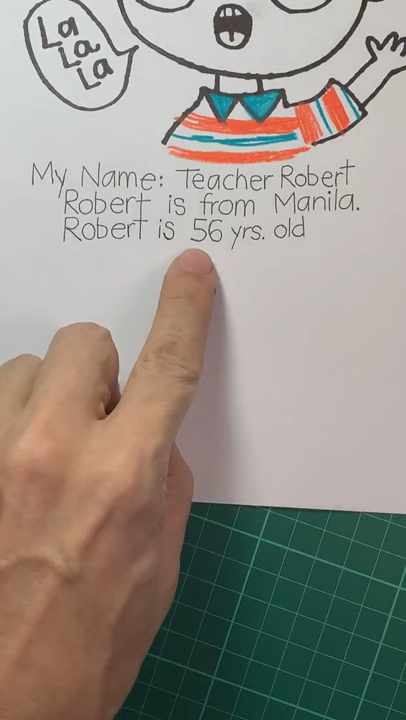 La
La
La
My Name: Teacher Robert
Robert is from Manila.
Robert is 56 yrs. old